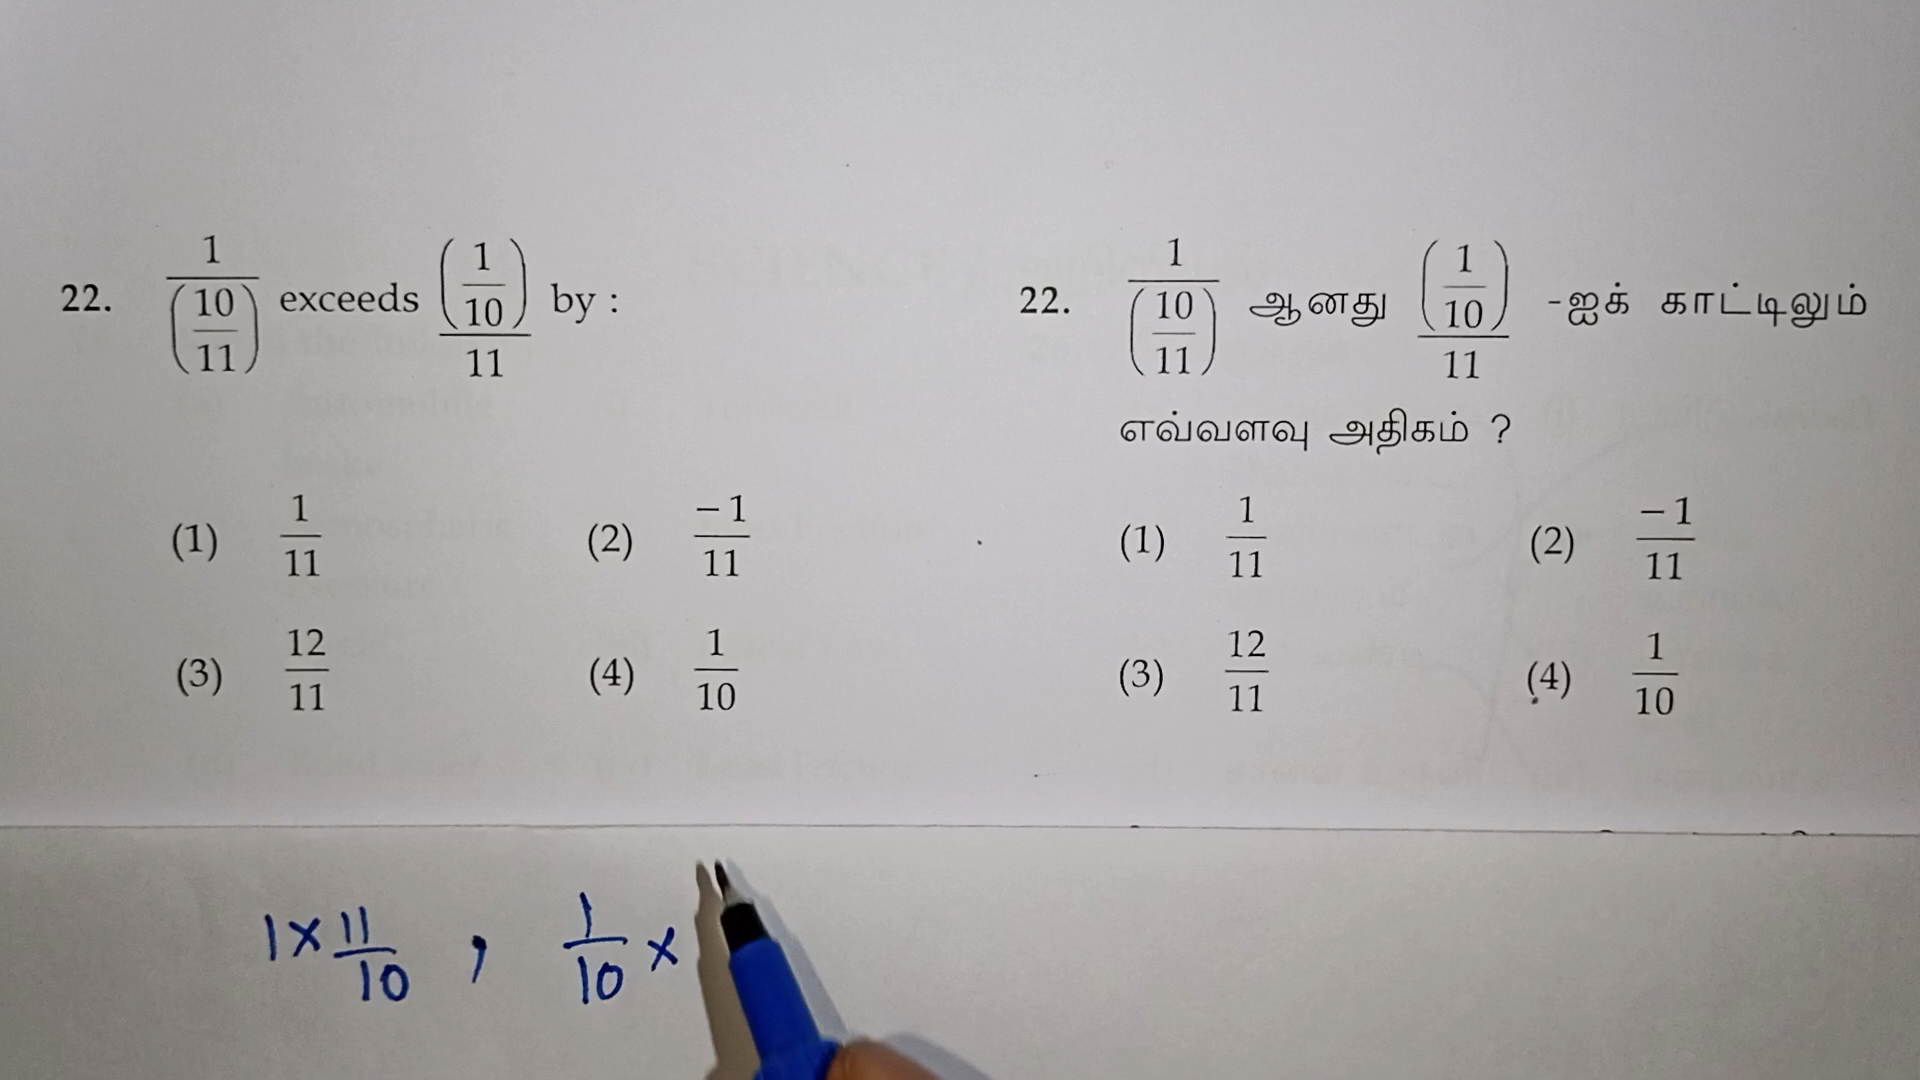 22. 1/(10/11) exceeds (1/10)/11 by :
(1) 1/11 (2) -1/11
(3) 12/11 (4) 1/10
22. 1/(10/11) ஆனது (1/10)/11 -ஐக் காட்டிலும்
எவ்வளவு அதிகம் ?
(1) 1/11 (2) -1/11
(3) 12/11 (4) 1/10
1 × 11/10 , 1/10 ×